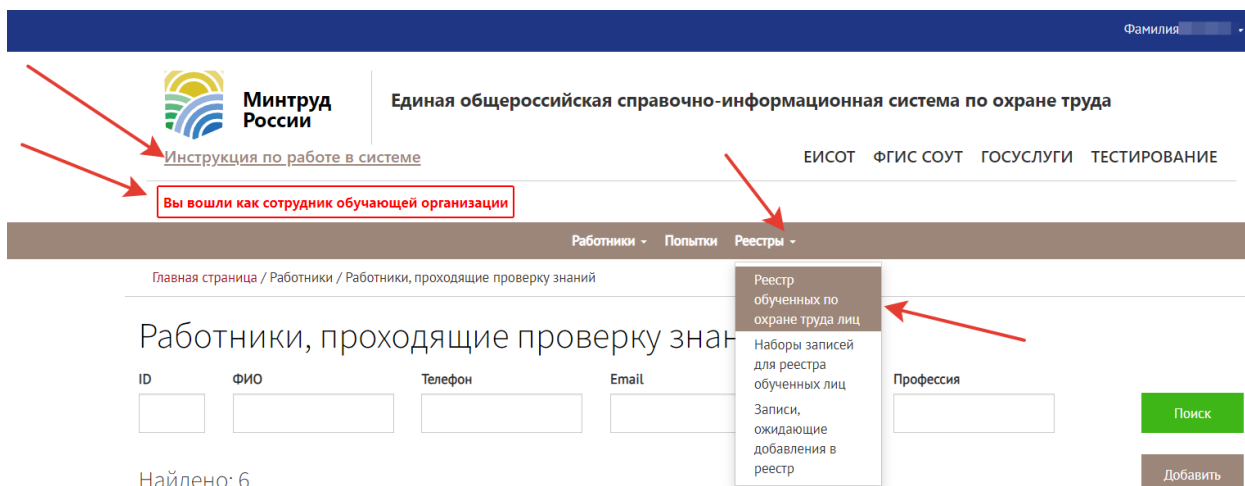 Фамилия
Минтруд
России
Единая общероссийская справочно-информационная система по охране труда
Инструкция по работе в системе
ЕИСОТ ФГИС СОУТ ГОСУСЛУГИ ТЕСТИРОВАНИЕ
Вы вошли как сотрудник обучающей организации
Работники Попытки Реестры
Главная страница / Работники / Работники, проходящие проверку знаний
Реестр
обученных по
охране труда лиц
Наборы записей
для реестра
обученных лиц
Записи,
ожидающие
добавления в
реестр
Работники, проходящие проверку
ID ФИО Телефон Email Профессия
Поиск
Найдено: 6
Добавить